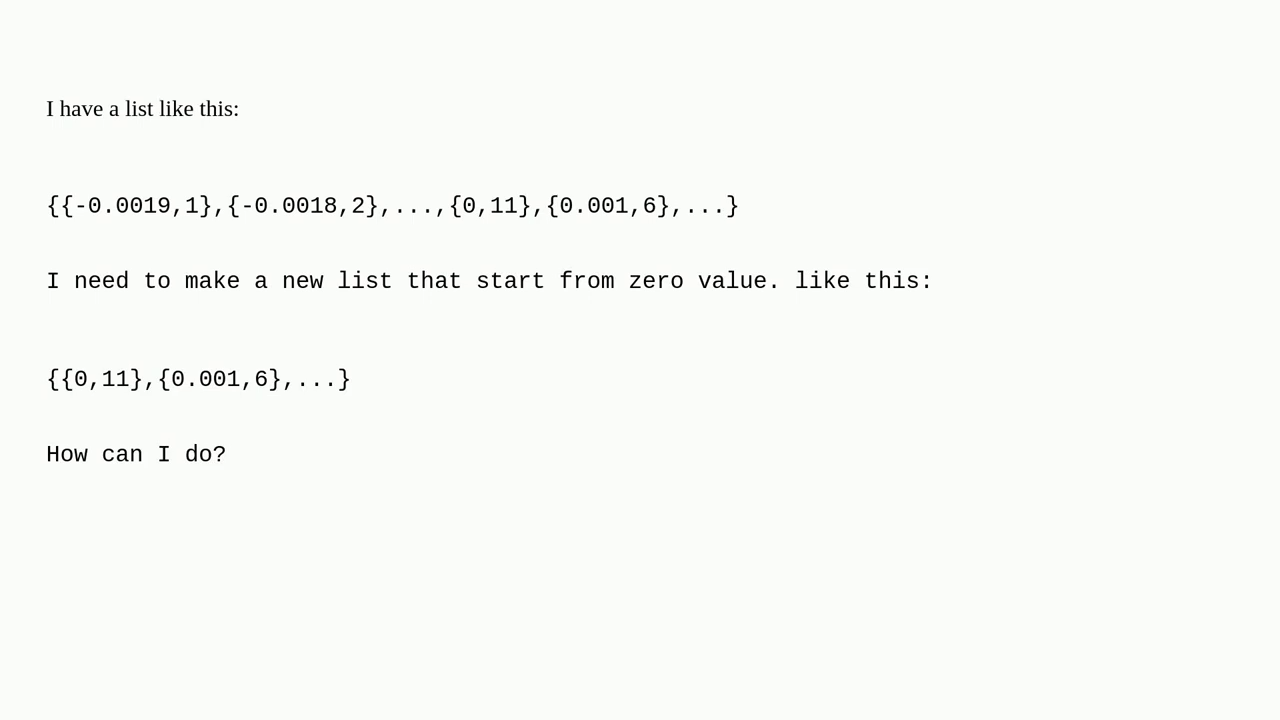 I have a list like this:
{{-0.0019,1},{-0.0018,2},...,{0,11},{0.001,6},...}
I need to make a new list that start from zero value. like this:
{{0,11},{0.001,6},...}
How can I do?